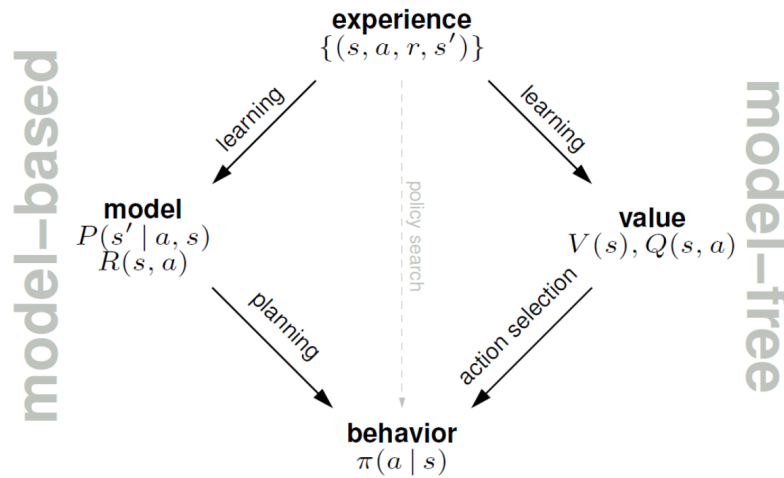 experience
{(s, a, r, s′)}
model−based
learning
learning
model−free
policy search
model
P(s′ | a, s)
R(s, a)
value
V(s), Q(s, a)
planning
action selection
behavior
π(a | s)